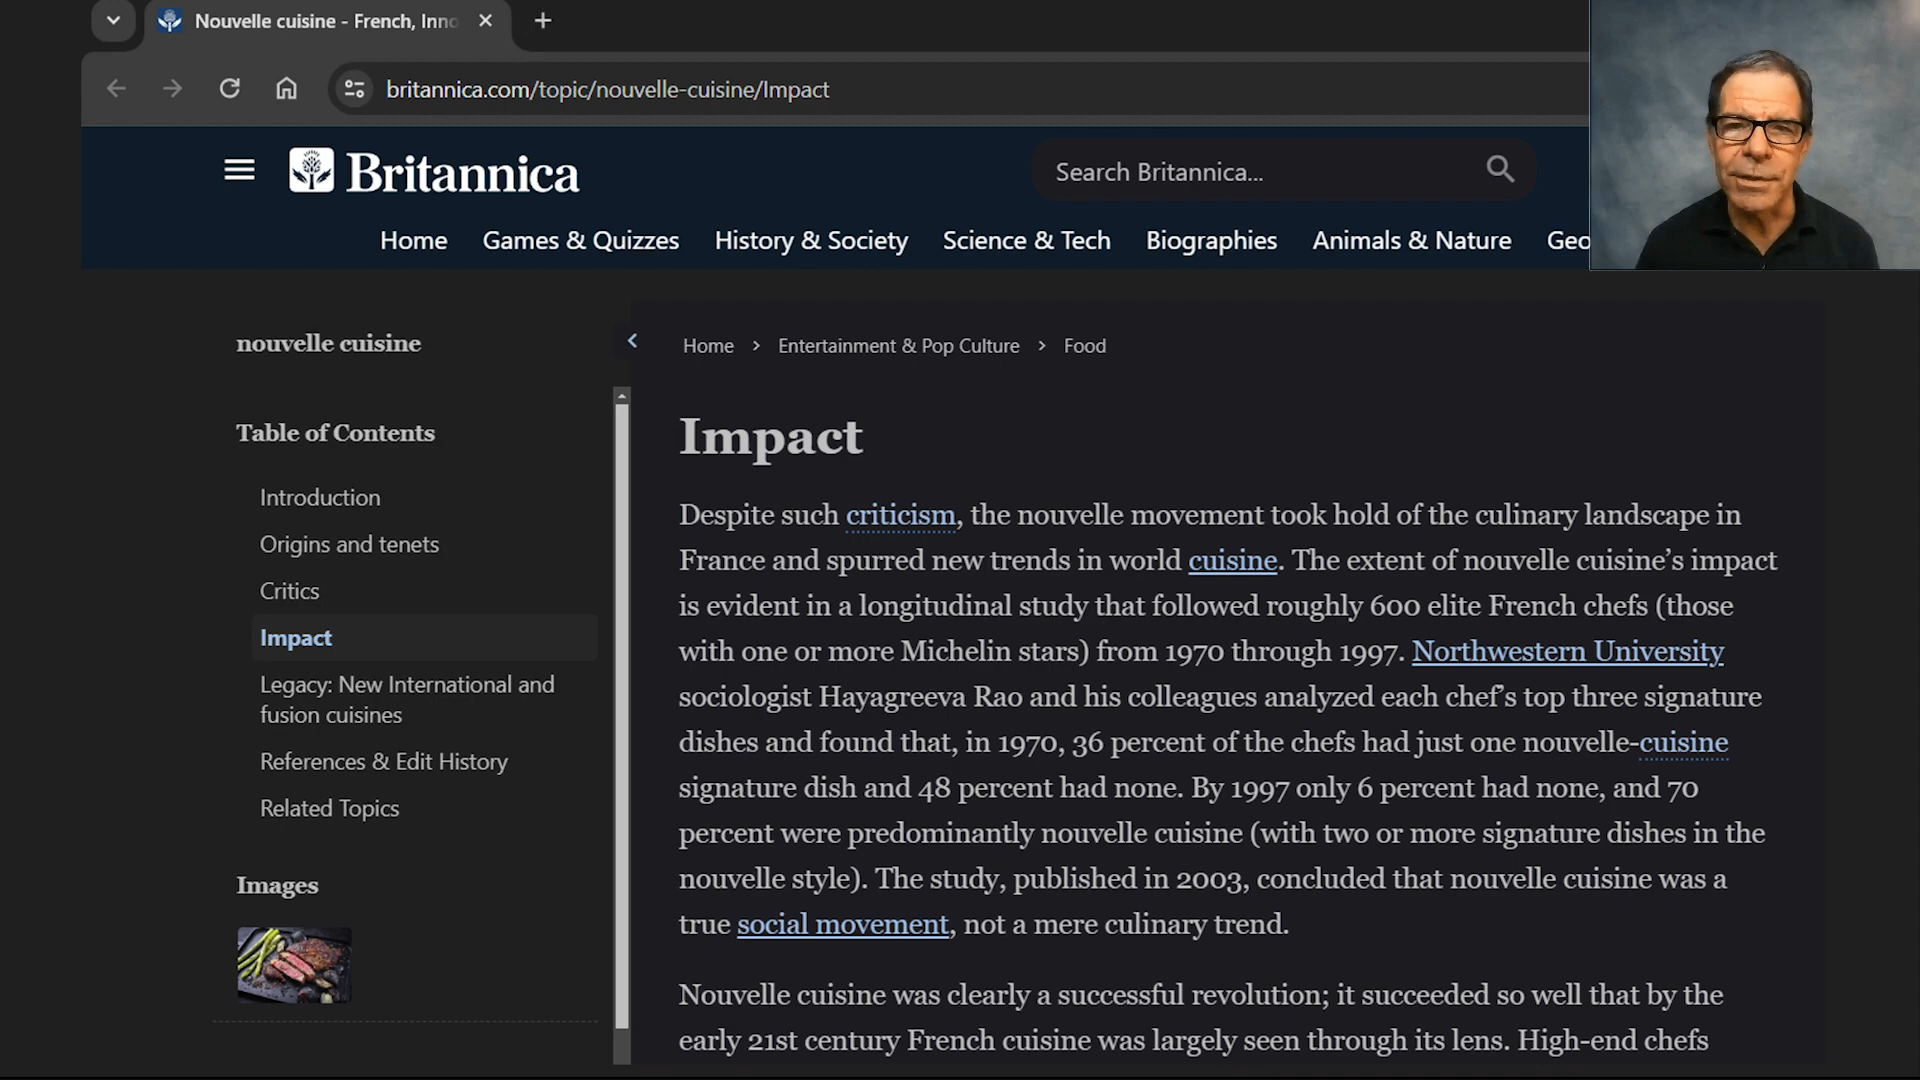 Nouvelle cuisine - French, Inno
britannica.com/topic/nouvelle-cuisine/Impact
Britannica
Search Britannica...
Home Games & Quizzes History & Society Science & Tech Biographies Animals & Nature Geo
nouvelle cuisine
Table of Contents
Introduction
Origins and tenets
Critics
Impact
Legacy: New International and
fusion cuisines
References & Edit History
Related Topics
Images
Home > Entertainment & Pop Culture > Food
Impact
Despite such criticism, the nouvelle movement took hold of the culinary landscape in
France and spurred new trends in world cuisine. The extent of nouvelle cuisine’s impact
is evident in a longitudinal study that followed roughly 600 elite French chefs (those
with one or more Michelin stars) from 1970 through 1997. Northwestern University
sociologist Hayagreeva Rao and his colleagues analyzed each chef’s top three signature
dishes and found that, in 1970, 36 percent of the chefs had just one nouvelle-cuisine
signature dish and 48 percent had none. By 1997 only 6 percent had none, and 70
percent were predominantly nouvelle cuisine (with two or more signature dishes in the
nouvelle style). The study, published in 2003, concluded that nouvelle cuisine was a
true social movement, not a mere culinary trend.
Nouvelle cuisine was clearly a successful revolution; it succeeded so well that by the
early 21st century French cuisine was largely seen through its lens. High-end chefs